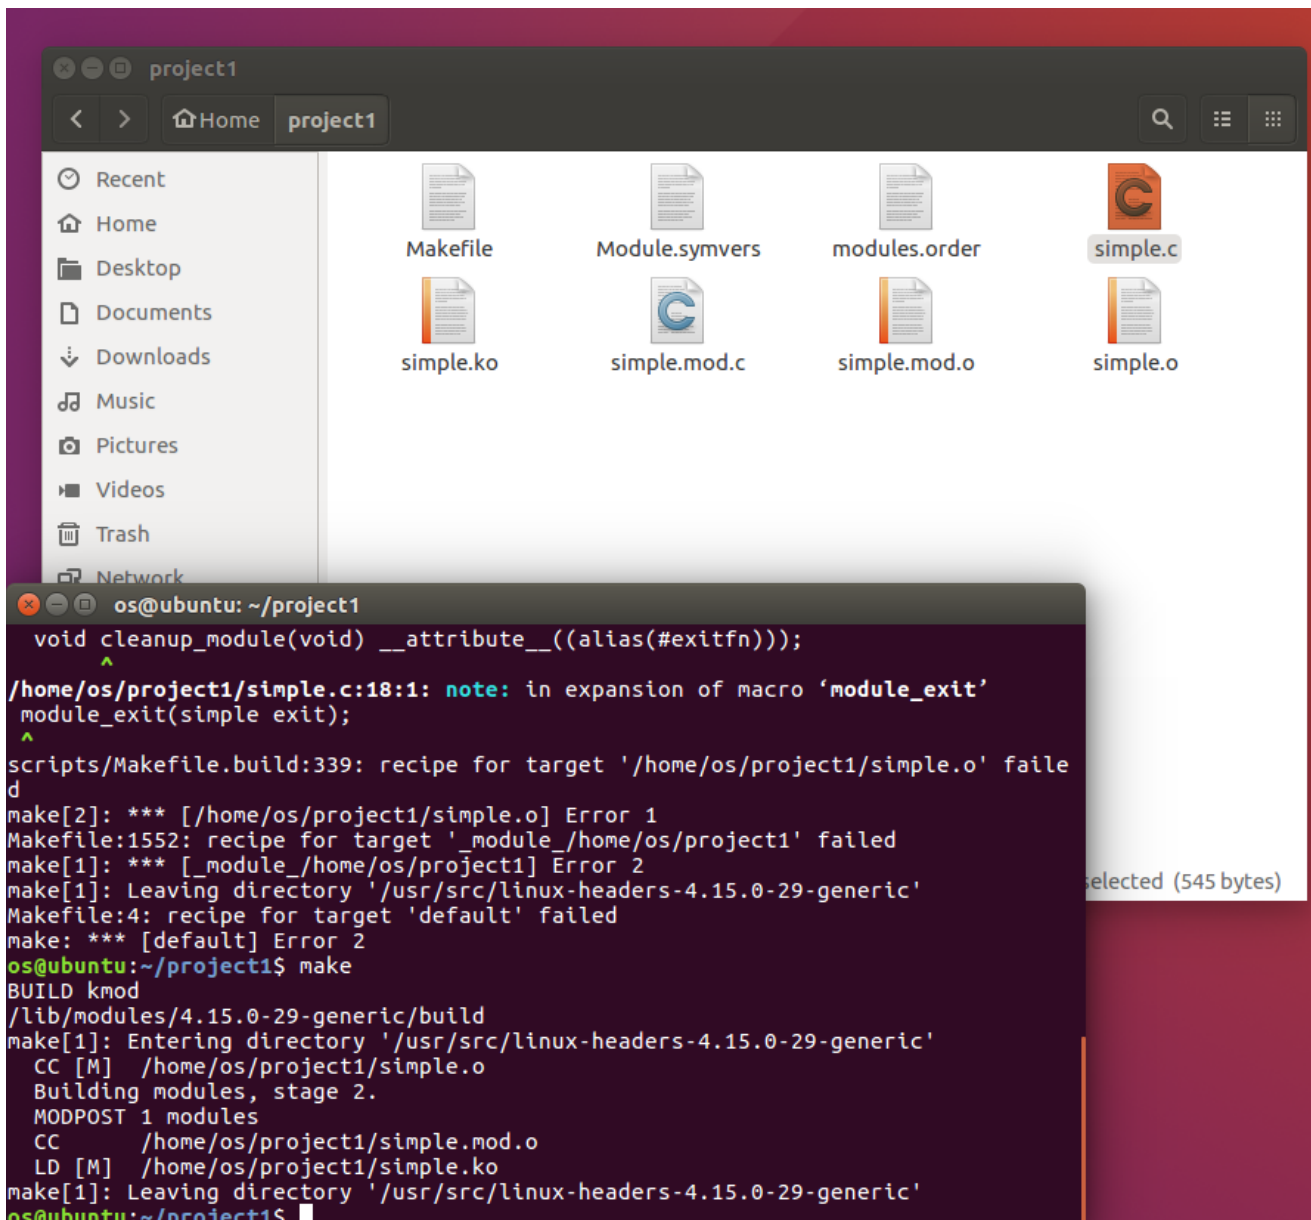 project1
Home project1
Recent
Home
Desktop
Documents
Downloads
Music
Pictures
Videos
Trash
Network
Makefile Module.symvers modules.order simple.c
simple.ko simple.mod.c simple.mod.o simple.o
selected (545 bytes)
os@ubuntu: ~/project1
void cleanup_module(void) __attribute__((alias(#exitfn)));
^
/home/os/project1/simple.c:18:1: note: in expansion of macro ‘module_exit’
module_exit(simple exit);
^
scripts/Makefile.build:339: recipe for target '/home/os/project1/simple.o' faile
d
make[2]: *** [/home/os/project1/simple.o] Error 1
Makefile:1552: recipe for target '_module_/home/os/project1' failed
make[1]: *** [_module_/home/os/project1] Error 2
make[1]: Leaving directory '/usr/src/linux-headers-4.15.0-29-generic'
Makefile:4: recipe for target 'default' failed
make: *** [default] Error 2
os@ubuntu:~/project1$ make
BUILD kmod
/lib/modules/4.15.0-29-generic/build
make[1]: Entering directory '/usr/src/linux-headers-4.15.0-29-generic'
CC [M] /home/os/project1/simple.o
Building modules, stage 2.
MODPOST 1 modules
CC /home/os/project1/simple.mod.o
LD [M] /home/os/project1/simple.ko
make[1]: Leaving directory '/usr/src/linux-headers-4.15.0-29-generic'
os@ubuntu:~/project1$